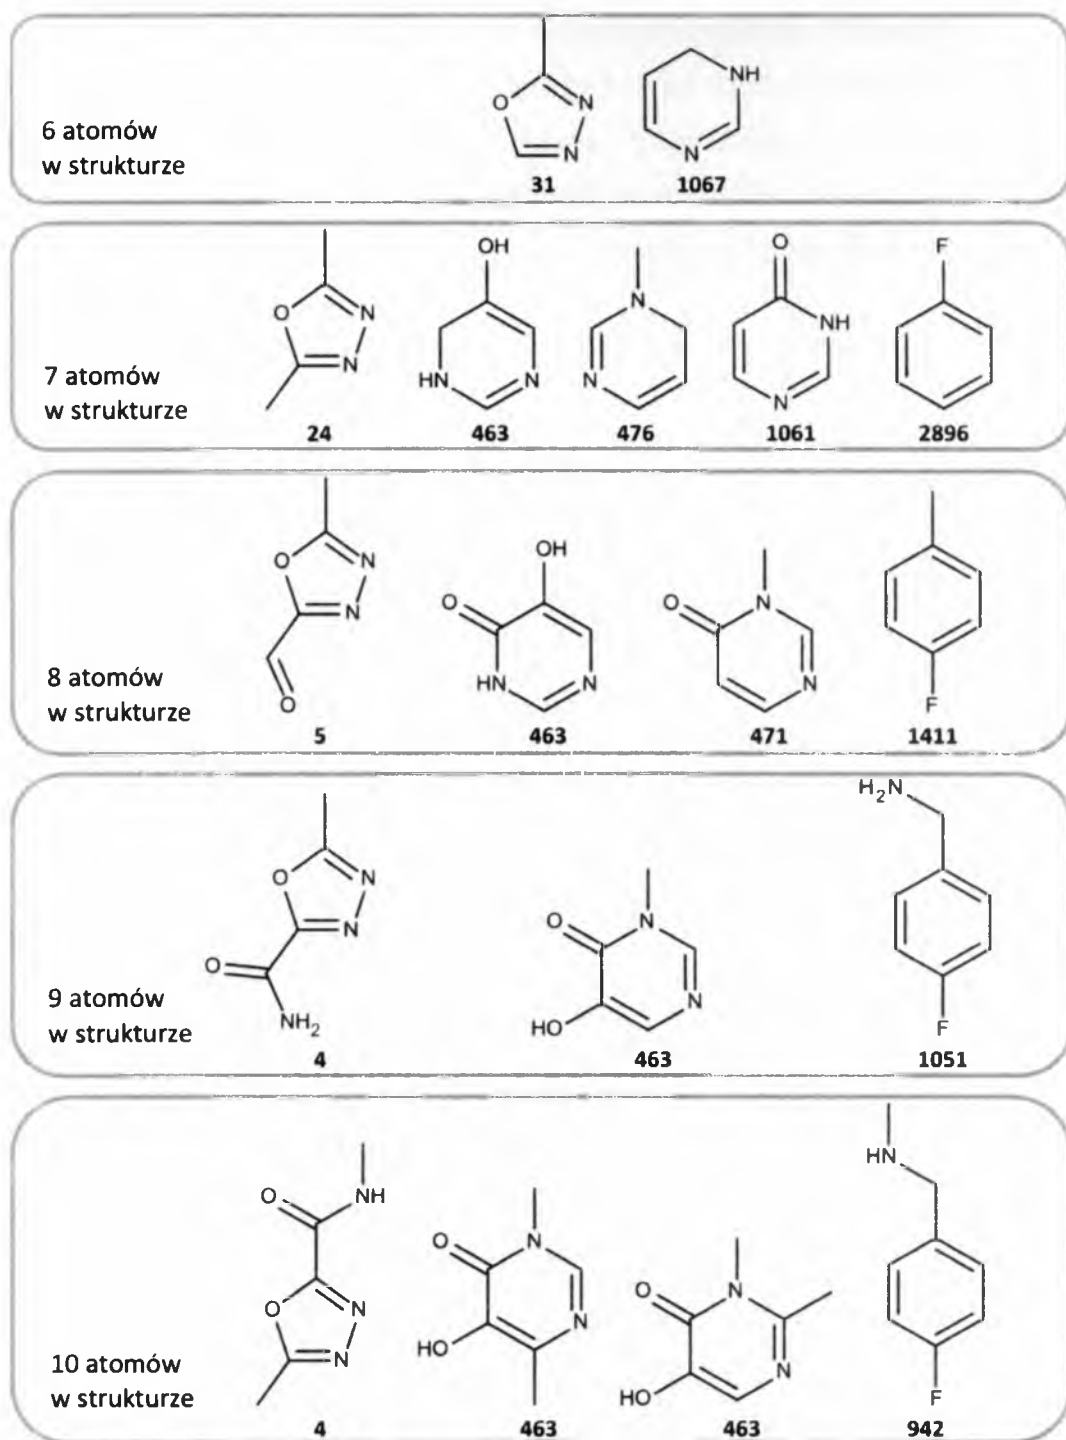 6 atomów
w strukturze
O
N
N
31
NH
N
1067
7 atomów
w strukturze
O
N
N
24
OH
HN
N
463
N
N
476
O
NH
N
1061
F
2896
8 atomów
w strukturze
O
N
N
O
5
OH
O
HN
N
463
O
N
N
471
F
1411
9 atomów
w strukturze
O
N
N
O
NH2
4
O
N
N
HO
463
H2N
F
1051
10 atomów
w strukturze
O
NH
O
N
N
4
O
N
N
HO
463
O
N
N
HO
463
HN
F
942